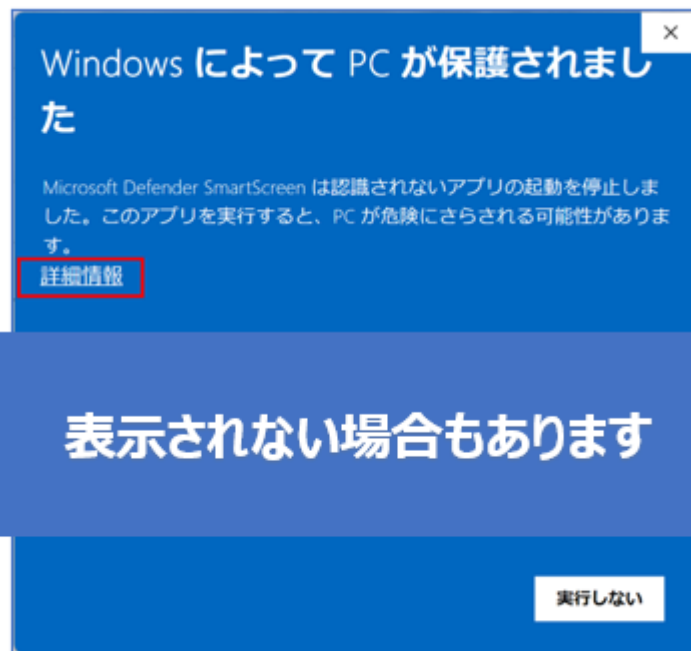 Windows によって PC が保護されまし
た
Microsoft Defender SmartScreen は認識されないアプリの起動を停止しま
した。このアプリを実行すると、PC が危険にさらされる可能性がありま
す。
詳細情報
表示されない場合もあります
実行しない